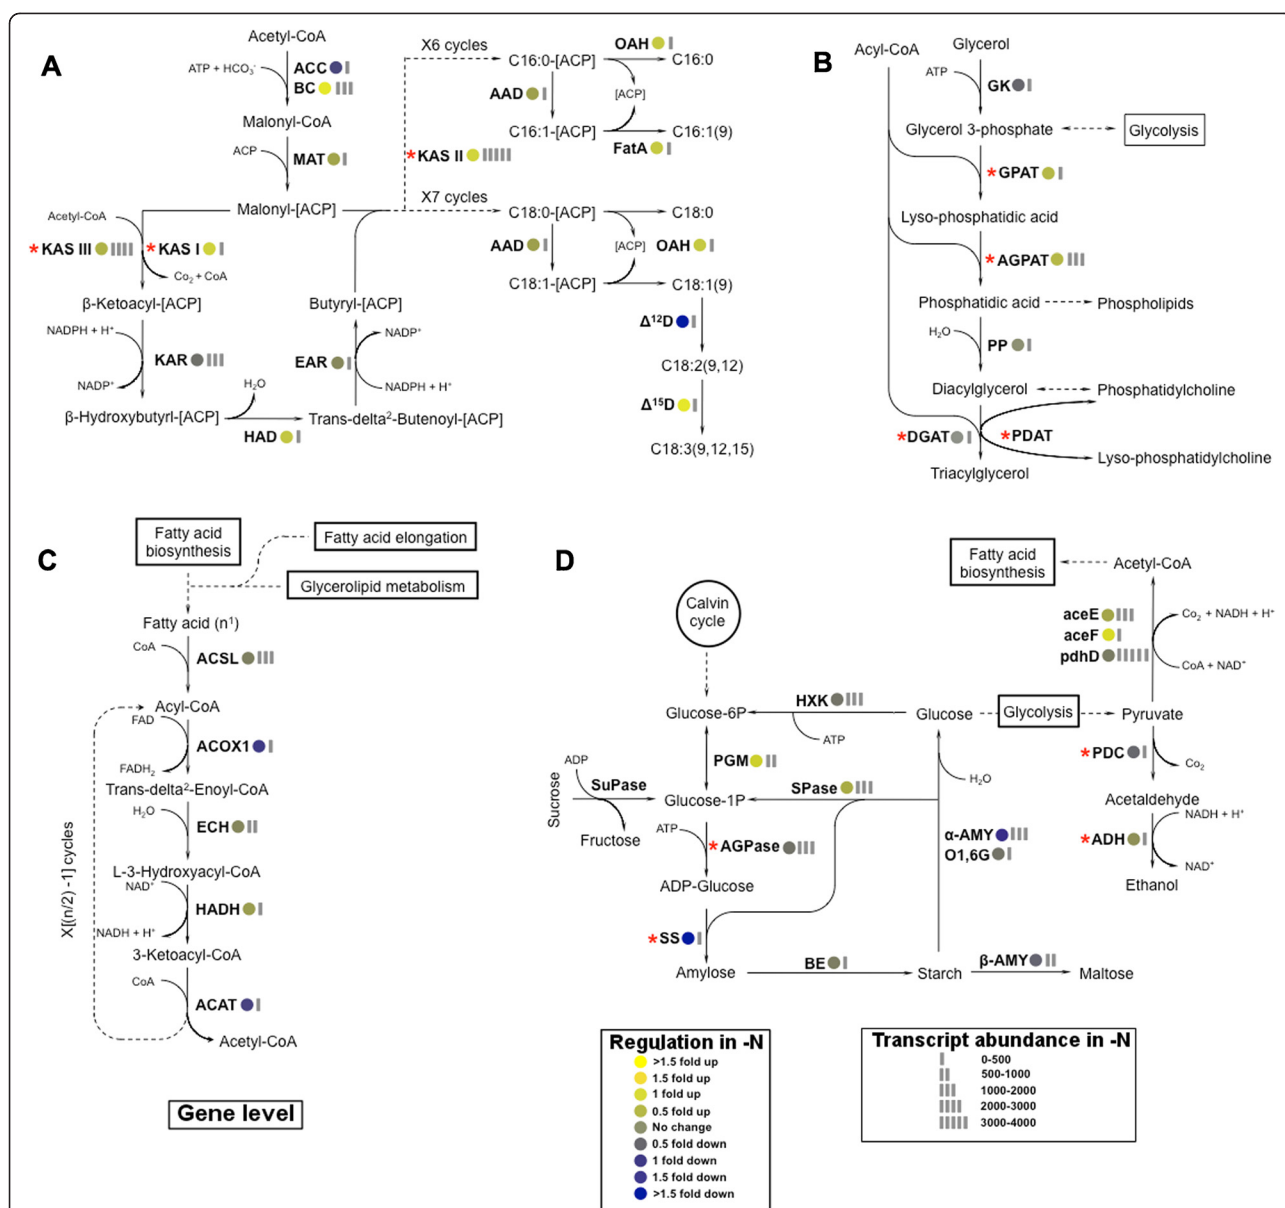 A
Acetyl-CoA
ATP + HCO₃⁻
ACC
BC
Malonyl-CoA
ACP
MAT
Malonyl-[ACP]
Acetyl-CoA
*KAS III
*KAS I
Co₂ + CoA
β-Ketoacyl-[ACP]
NADPH + H⁺
KAR
NADP⁺
β-Hydroxybutyrl-[ACP]
H₂O
HAD
Trans-delta²-Butenoyl-[ACP]
NADPH + H⁺
EAR
NADP⁺
Butyryl-[ACP]
X6 cycles
*KAS II
X7 cycles
C16:0-[ACP]
OAH
C16:0
AAD
[ACP]
C16:1-[ACP]
C16:1(9)
FatA
C18:0-[ACP]
C18:0
AAD
[ACP]
OAH
C18:1-[ACP]
C18:1(9)
Δ¹²D
C18:2(9,12)
Δ¹⁵D
C18:3(9,12,15)
B
Acyl-CoA
Glycerol
ATP
GK
Glycerol 3-phosphate
Glycolysis
*GPAT
Lyso-phosphatidic acid
*AGPAT
Phosphatidic acid
Phospholipids
H₂O
PP
Diacylglycerol
Phosphatidylcholine
*DGAT
*PDAT
Lyso-phosphatidylcholine
Triacylglycerol
C
Fatty acid
biosynthesis
Fatty acid elongation
Glycerolipid metabolism
Fatty acid (n¹)
CoA
ACSL
Acyl-CoA
FAD
ACOX1
FADH₂
Trans-delta²-Enoyl-CoA
H₂O
ECH
L-3-Hydroxyacyl-CoA
NAD⁺
HADH
NADH + H⁺
3-Ketoacyl-CoA
CoA
ACAT
Acetyl-CoA
X[(n/2) -1] cycles
Gene level
D
Calvin
cycle
Fatty acid
biosynthesis
Acetyl-CoA
aceE
aceF
pdhD
Co₂ + NADH + H⁺
CoA + NAD⁺
Glucose-6P
HXK
ATP
Glucose
Glycolysis
Pyruvate
PGM
H₂O
*PDC
Co₂
Sucrose
ADP
SuPase
Fructose
Glucose-1P
SPase
Acetaldehyde
ATP
*AGPase
α-AMY
O1,6G
NADH + H⁺
*ADH
NAD⁺
ADP-Glucose
Ethanol
*SS
Amylose
BE
Starch
β-AMY
Maltose
Regulation in -N
>1.5 fold up
1.5 fold up
1 fold up
0.5 fold up
No change
0.5 fold down
1 fold down
1.5 fold down
>1.5 fold down
Transcript abundance in -N
0-500
500-1000
1000-2000
2000-3000
3000-4000